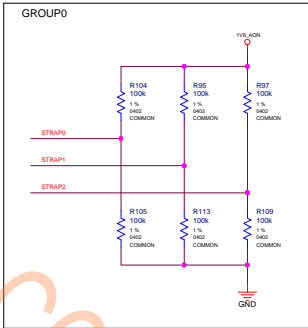 GROUP0
1V8_AON
R104
100k
1 %
0402
COMMON
R95
100k
1 %
0402
COMMON
R97
100k
1 %
0402
COMMON
STRAP0
STRAP1
STRAP2
R105
100k
1 %
0402
COMMON
R113
100k
1 %
0402
COMMON
R109
100k
1 %
0402
COMMON
GND